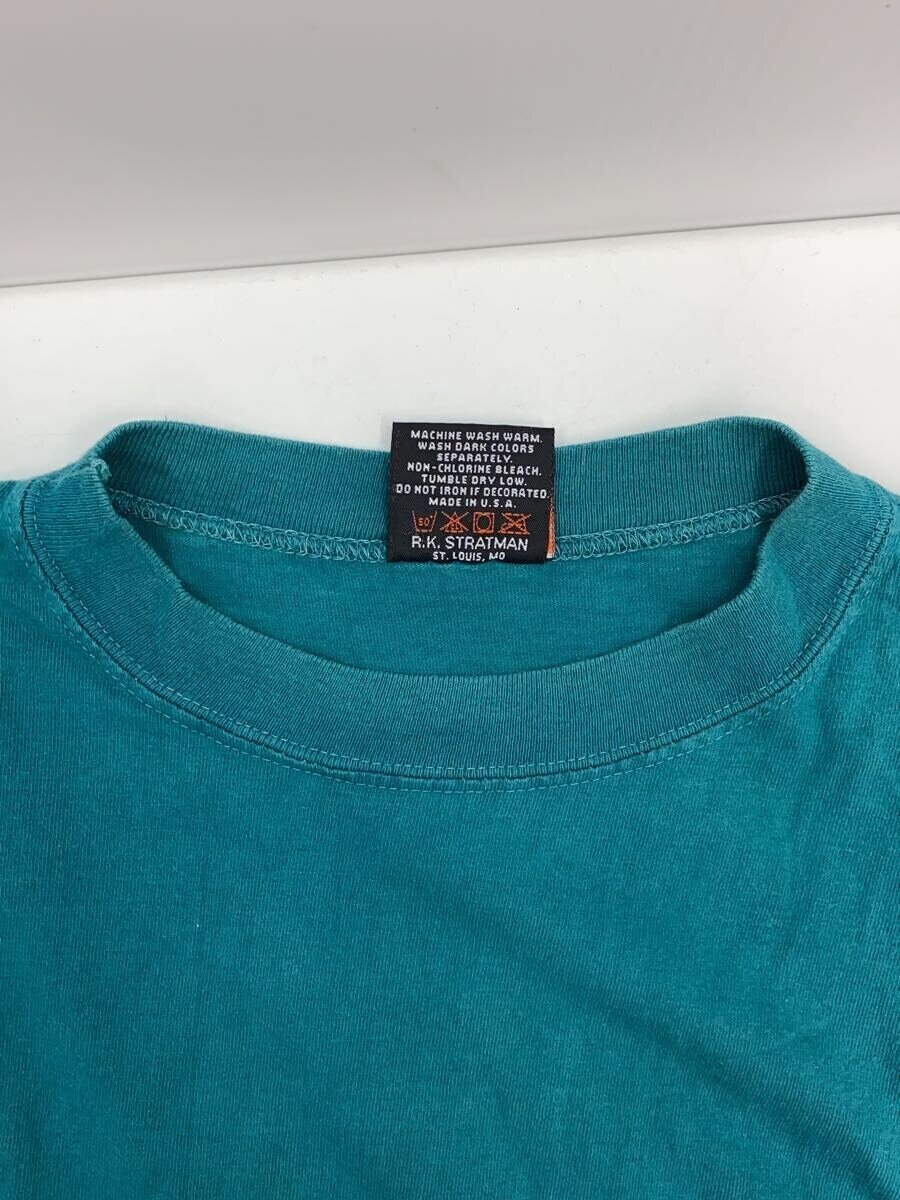 MACHINE WASH WARM.
WASH DARK COLORS
SEPARATELY.
NON-CHLORINE BLEACH.
TUMBLE DRY LOW.
DO NOT IRON IF DECORATED.
MADE IN U.S.A.
50°
R.K. STRATMAN
ST. LOUIS, MO